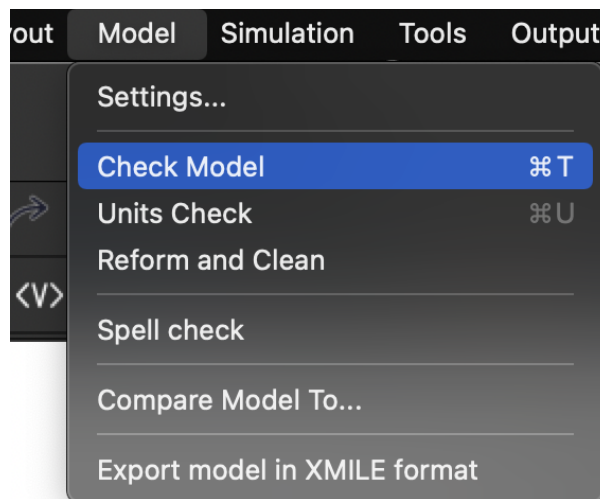 out Model Simulation Tools Output
Settings...
Check Model ⌘T
Units Check ⌘U
Reform and Clean
<V>
Spell check
Compare Model To...
Export model in XMILE format